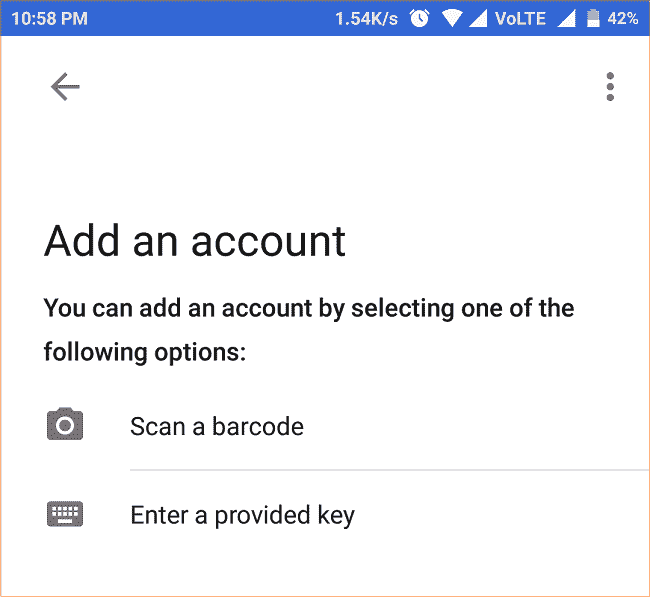 10:58 PM 1.54K/s VoLTE 42%
Add an account
You can add an account by selecting one of the
following options:
Scan a barcode
Enter a provided key